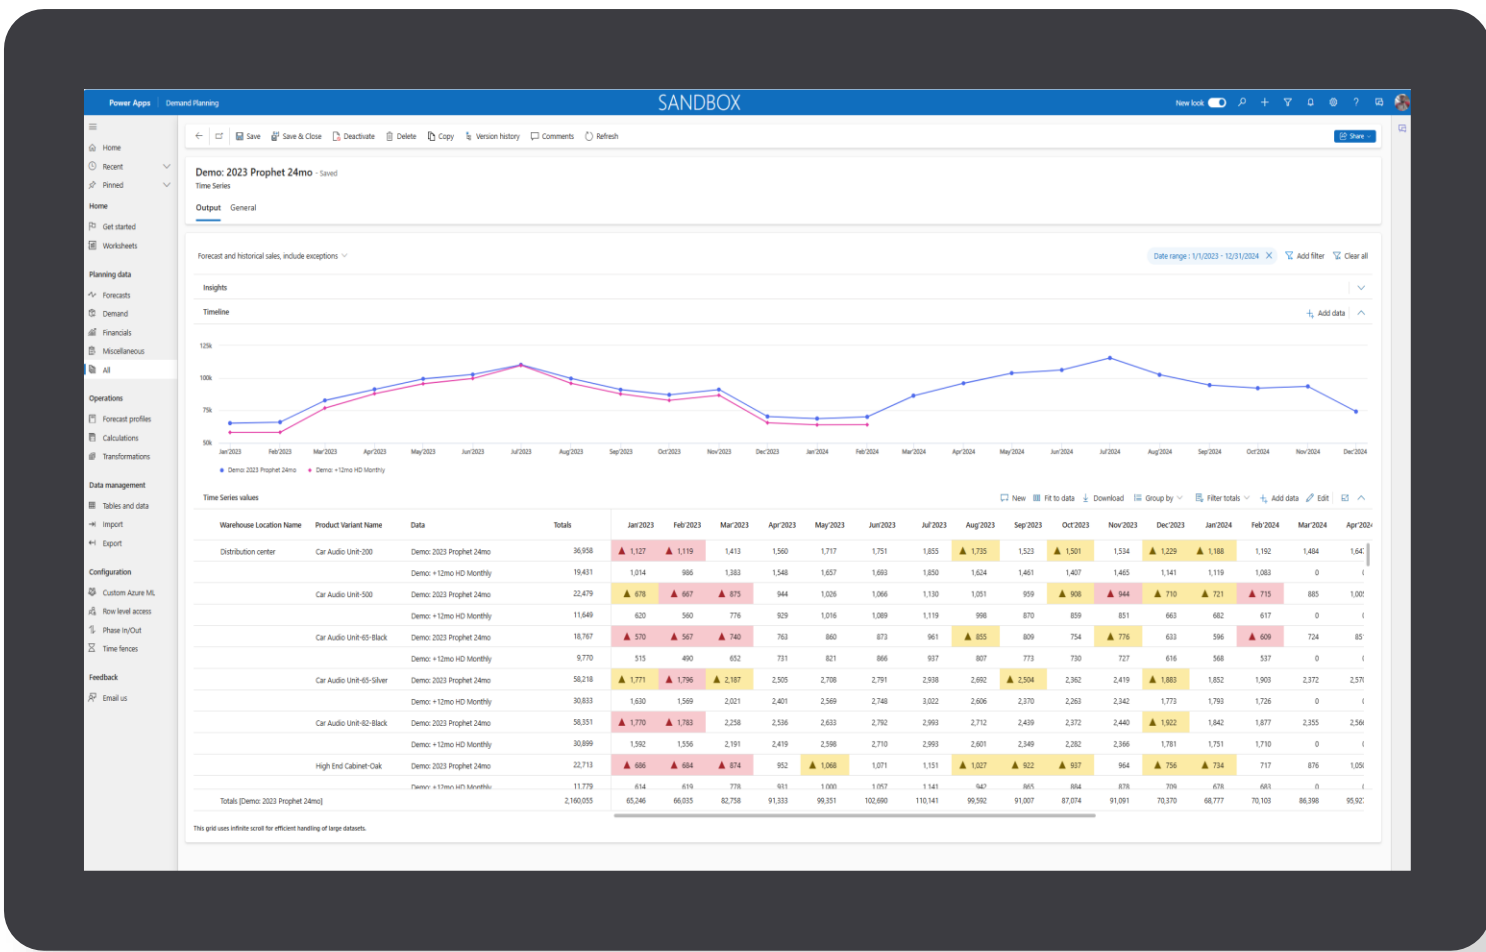 Power Apps Demand Planning SANDBOX New look
Save Save & Close Deactivate Delete Copy Version history Comments Refresh Share
Home
Recent
Pinned
Home
Get started
Worksheets
Planning data
Forecasts
Demand
Financials
Miscellaneous
All
Operations
Forecast profiles
Calculations
Transformations
Data management
Tables and data
Import
Export
Configuration
Custom Azure ML
Row level access
Phase In/Out
Time fences
Feedback
Email us
Demo: 2023 Prophet 24mo - Saved
Time Series
Output General
Forecast and historical sales, include exceptions Date range : 1/1/2023 - 12/31/2024 Add filter Clear all
Insights
Timeline Add data
125k
100k
75k
50k
Jan'2023 Feb'2023 Mar'2023 Apr'2023 May'2023 Jun'2023 Jul'2023 Aug'2023 Sep'2023 Oct'2023 Nov'2023 Dec'2023 Jan'2024 Feb'2024 Mar'2024 Apr'2024 May'2024 Jun'2024 Jul'2024 Aug'2024 Sep'2024 Oct'2024 Nov'2024 Dec'2024
Demo: 2023 Prophet 24mo Demo: +12mo HD Monthly
Time Series values New Fit to data Download Group by Filter totals Add data Edit
Warehouse Location Name Product Variant Name Data Totals Jan'2023 Feb'2023 Mar'2023 Apr'2023 May'2023 Jun'2023 Jul'2023 Aug'2023 Sep'2023 Oct'2023 Nov'2023 Dec'2023 Jan'2024 Feb'2024 Mar'2024 Apr'2024
Distribution center Car Audio Unit-200 Demo: 2023 Prophet 24mo 36,958 1,127 1,119 1,413 1,560 1,717 1,751 1,855 1,735 1,523 1,501 1,534 1,229 1,188 1,192 1,484
Demo: +12mo HD Monthly 19,431 1,014 986 1,383 1,548 1,657 1,693 1,850 1,624 1,461 1,407 1,465 1,141 1,119 1,083 0
Car Audio Unit-500 Demo: 2023 Prophet 24mo 22,479 678 667 875 944 1,026 1,066 1,130 1,051 959 908 944 710 721 715 885 1,005
Demo: +12mo HD Monthly 11,649 620 560 776 929 1,016 1,089 1,119 998 870 859 851 663 682 617 0
Car Audio Unit-65-Black Demo: 2023 Prophet 24mo 18,767 570 567 740 763 860 873 961 855 809 754 776 633 596 609 724
Demo: +12mo HD Monthly 9,770 515 490 652 731 821 866 937 807 773 730 727 616 568 537 0
Car Audio Unit-65-Silver Demo: 2023 Prophet 24mo 58,218 1,771 1,796 2,187 2,505 2,708 2,791 2,938 2,692 2,504 2,362 2,419 1,883 1,852 1,903 2,372 2,570
Demo: +12mo HD Monthly 30,833 1,630 1,569 2,021 2,401 2,569 2,748 3,022 2,606 2,370 2,263 2,342 1,773 1,793 1,726 0
Car Audio Unit-82-Black Demo: 2023 Prophet 24mo 58,351 1,770 1,783 2,258 2,536 2,633 2,792 2,993 2,712 2,439 2,372 2,440 1,922 1,842 1,877 2,355
Demo: +12mo HD Monthly 30,899 1,592 1,556 2,191 2,419 2,598 2,710 2,993 2,601 2,349 2,282 2,366 1,781 1,751 1,710 0
High End Cabinet-Oak Demo: 2023 Prophet 24mo 22,713 686 684 874 952 1,068 1,071 1,151 1,027 922 937 964 756 734 717 876 1,050
Demo: +12mo HD Monthly 11,779 614 619 778 931 1,000 1,057 1,141 942 865 884 878 709 678 683 0
Totals [Demo: 2023 Prophet 24mo] 2,160,055 65,246 66,035 82,758 91,333 99,351 102,690 110,141 99,592 91,007 87,074 91,091 70,370 68,777 70,103 86,398
This grid uses infinite scroll for efficient handling of large datasets.